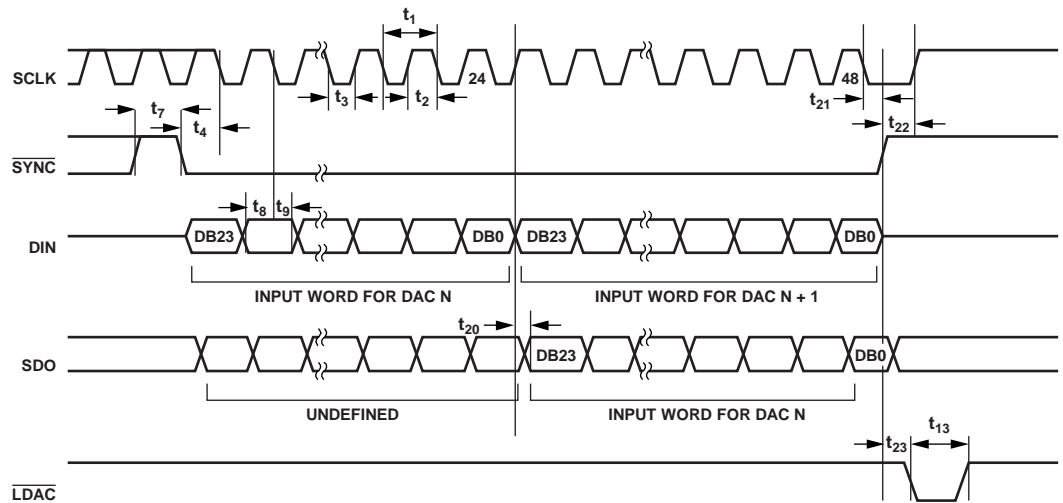 t1
SCLK
24
48
t3
t2
t21
t7
t4
t22
SYNC
t8
t9
DIN
DB23
DB0
DB23
DB0
INPUT WORD FOR DAC N
INPUT WORD FOR DAC N + 1
t20
SDO
DB23
DB0
UNDEFINED
INPUT WORD FOR DAC N
t23
t13
LDAC